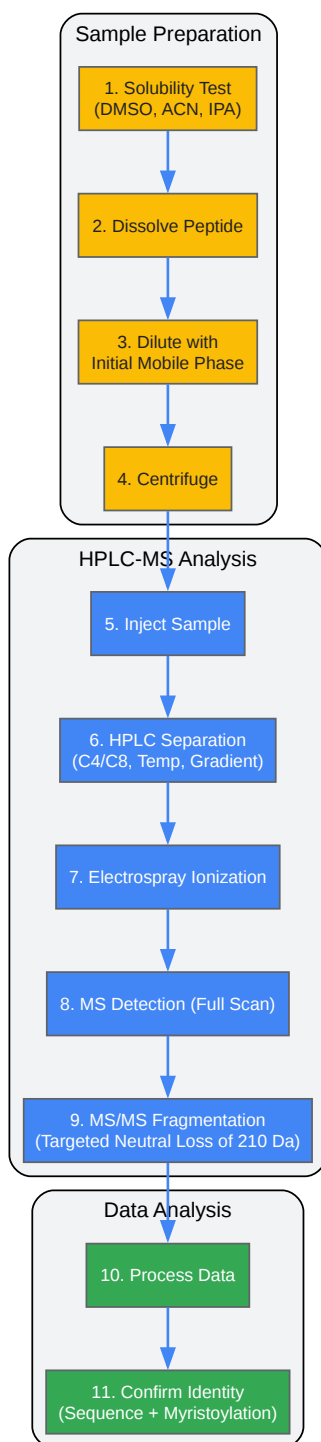 Sample Preparation
1. Solubility Test
(DMSO, ACN, IPA)
2. Dissolve Peptide
3. Dilute with
Initial Mobile Phase
4. Centrifuge
HPLC-MS Analysis
5. Inject Sample
6. HPLC Separation
(C4/C8, Temp, Gradient)
7. Electrospray Ionization
8. MS Detection (Full Scan)
9. MS/MS Fragmentation
(Targeted Neutral Loss of 210 Da)
Data Analysis
10. Process Data
11. Confirm Identity
(Sequence + Myristoylation)